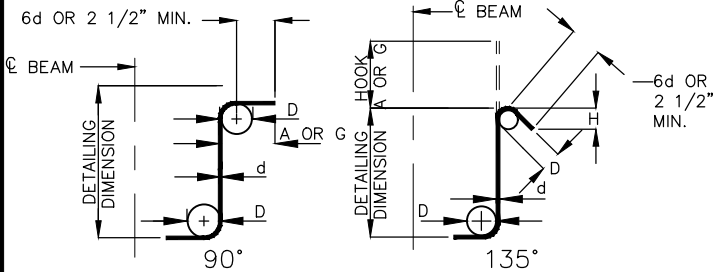 6d OR 2 1/2" MIN.
℄ BEAM
DETAILING
DIMENSION
D
A OR G
d
D
90°
℄ BEAM
HOOK
A OR G
DETAILING
DIMENSION
6d OR
2 1/2"
MIN.
H
D
d
D
135°